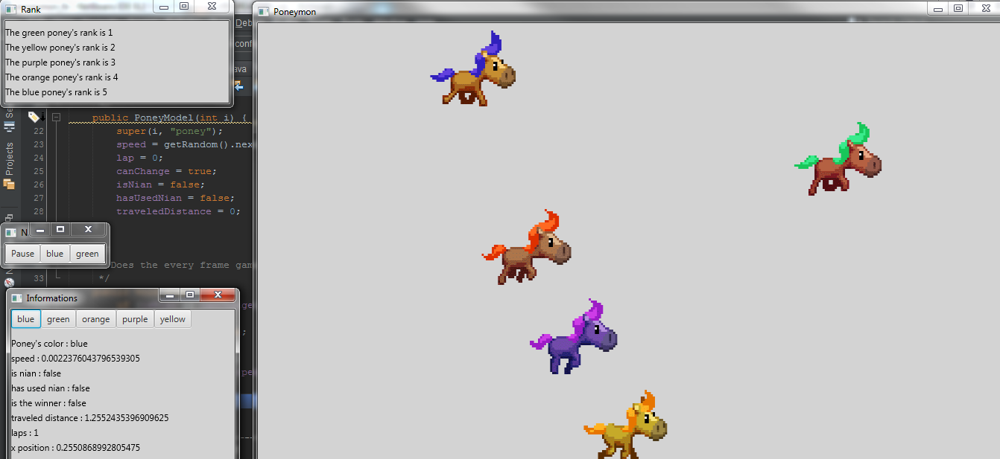 Rank
The green poney's rank is 1
The yellow poney's rank is 2
The purple poney's rank is 3
The orange poney's rank is 4
The blue poney's rank is 5
Poneymon
Deb
conf
ava
Projects
public PoneyModel(int i) {
22 super(i, "poney");
23 speed = getRandom().nex
24 lap = 0;
25 canChange = true;
26 isNian = false;
27 hasUsedNian = false;
28 traveledDistance = 0;
N
Pause blue green
Does the every frame gam
33 */
ge
;
pe
Informations
blue green orange purple yellow
Poney's color : blue
speed : 0.0022376043796539305
is nian : false
has used nian : false
is the winner : false
traveled distance : 1.2552435396909625
laps : 1
x position : 0.2550868992805475